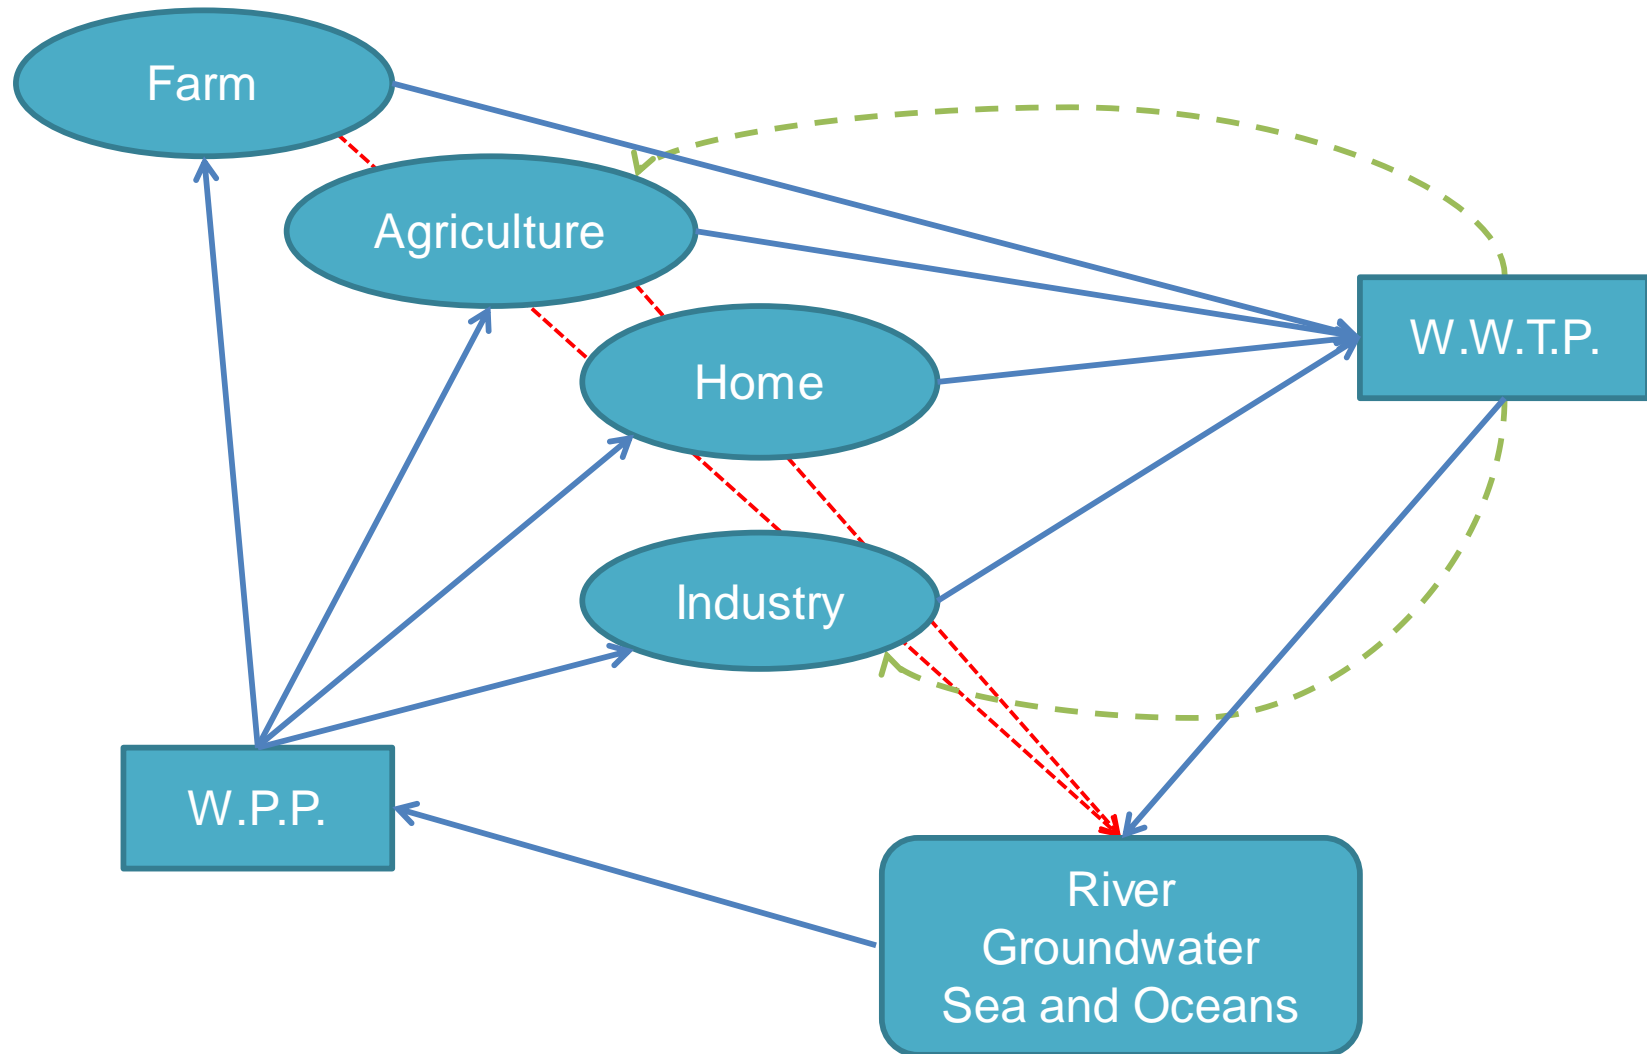 Farm
Agriculture
Home
W.W.T.P.
Industry
W.P.P.
River
Groundwater
Sea and Oceans